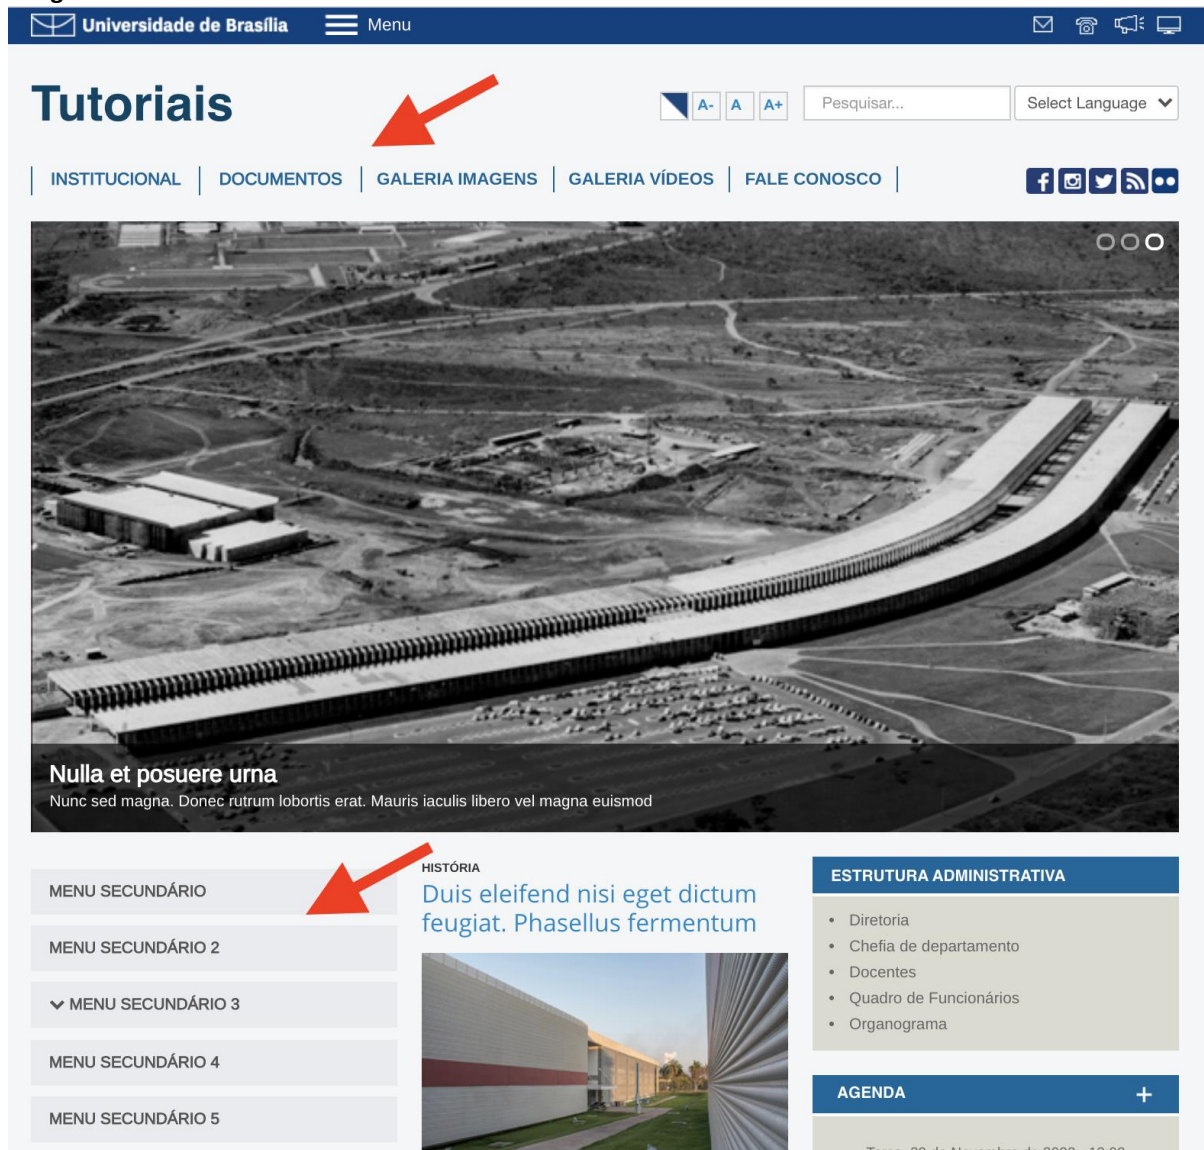 Universidade de Brasília
Menu
Tutoriais
A- A A+
Pesquisar...
Select Language
INSTITUCIONAL DOCUMENTOS GALERIA IMAGENS GALERIA VÍDEOS FALE CONOSCO
Nulla et posuere urna
Nunc sed magna. Donec rutrum lobortis erat. Mauris iaculis libero vel magna euismod
MENU SECUNDÁRIO
MENU SECUNDÁRIO 2
MENU SECUNDÁRIO 3
MENU SECUNDÁRIO 4
MENU SECUNDÁRIO 5
HISTÓRIA
Duis eleifend nisi eget dictum
feugiat. Phasellus fermentum
ESTRUTURA ADMINISTRATIVA
• Diretoria
• Chefia de departamento
• Docentes
• Quadro de Funcionários
• Organograma
AGENDA +